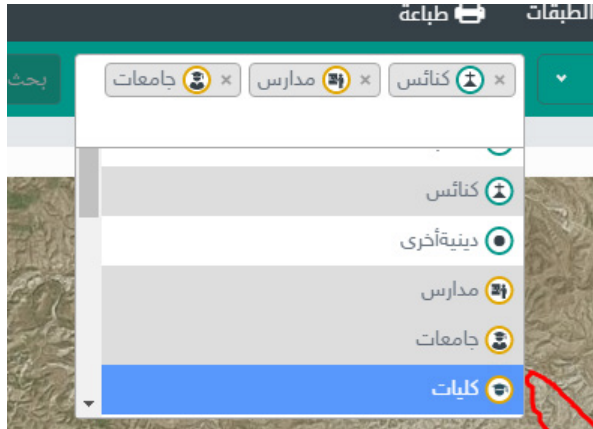 الطبقات طباعة
× كنائس × مدارس × جامعات بحث
كنائس
دينيةأخرى
مدارس
جامعات
كليات